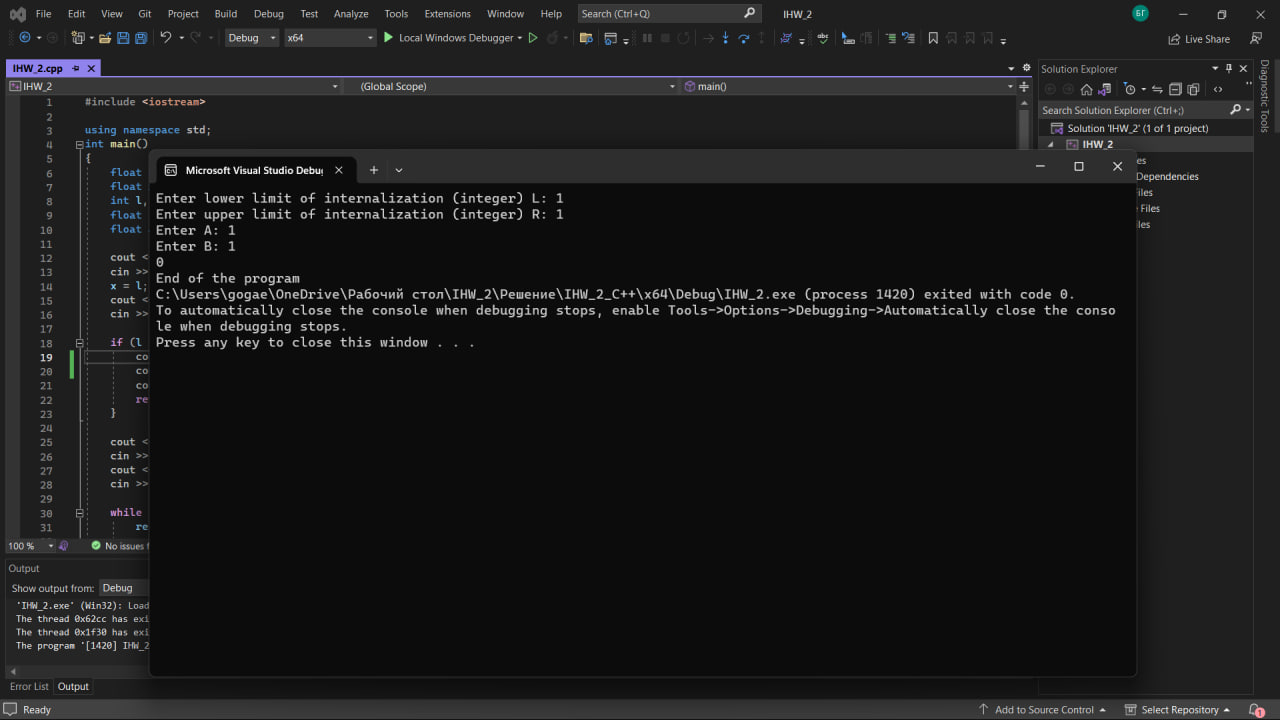 File Edit View Git Project Build Debug Test Analyze Tools Extensions Window Help Search (Ctrl+Q) IHW_2 БГ
Debug x64 Local Windows Debugger Live Share
IHW_2.cpp
IHW_2 (Global Scope) main()
1 #include <iostream>
2
3 using namespace std;
4 int main()
5 {
6 float
7 float
8 int l,
9 float
10 float
11
12 cout <
13 cin >>
14 x = l;
15 cout <
16 cin >>
17
18 if (l
19 co
20 co
21 co
22 re
23 }
24
25 cout <
26 cin >>
27 cout <
28 cin >>
29
30 while
31 re
100 % No issues f
Microsoft Visual Studio Debug
Enter lower limit of internalization (integer) L: 1
Enter upper limit of internalization (integer) R: 1
Enter A: 1
Enter B: 1
0
End of the program
C:\Users\gogae\OneDrive\Рабочий стол\IHW_2\Решение\IHW_2_C++\x64\Debug\IHW_2.exe (process 1420) exited with code 0.
To automatically close the console when debugging stops, enable Tools->Options->Debugging->Automatically close the conso
le when debugging stops.
Press any key to close this window . . .
Solution Explorer
Search Solution Explorer (Ctrl+;)
Solution 'IHW_2' (1 of 1 project)
IHW_2
es
Dependencies
Files
Files
iles
Diagnostic Tools
Output
Show output from: Debug
'IHW_2.exe' (Win32): Load
The thread 0x62cc has exi
The thread 0x1f30 has exi
The program '[1420] IHW_2
Error List Output
Ready Add to Source Control Select Repository 1